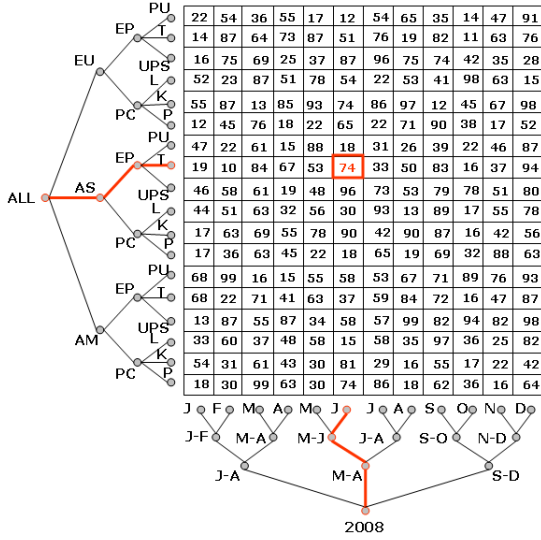 PU 22 54 36 55 17 12 54 65 35 14 47 91
EP T 14 87 64 73 87 51 76 19 82 11 63 76
UPS 16 75 69 25 37 87 96 75 74 42 35 28
EU L 52 23 87 51 78 54 22 53 41 98 63 15
K 55 87 13 85 93 74 86 97 12 45 67 98
PC P 12 45 76 18 22 65 22 71 90 38 17 52
PU 47 22 61 15 88 18 31 26 39 22 46 87
EP T 19 10 84 67 53 74 33 50 83 16 37 94
UPS 46 58 61 19 48 96 73 53 79 78 51 80
ALL AS L 44 51 63 32 56 30 93 13 89 17 55 78
PC K 17 63 69 55 78 90 42 90 87 16 42 56
P 17 36 63 45 22 18 65 19 69 32 88 63
PU 68 99 16 15 55 58 53 67 71 89 76 93
EP T 68 22 71 41 63 37 59 84 72 16 47 87
UPS 13 87 55 87 34 58 57 99 82 94 82 98
AM L 33 60 37 48 58 15 58 35 97 36 25 82
PC K 54 31 61 43 30 81 29 16 55 17 22 42
P 18 30 99 63 30 74 86 18 62 36 16 64
J F M A M J J A S O N D
J-F M-A M-J J-A S-O N-D
J-A M-A S-D
2008